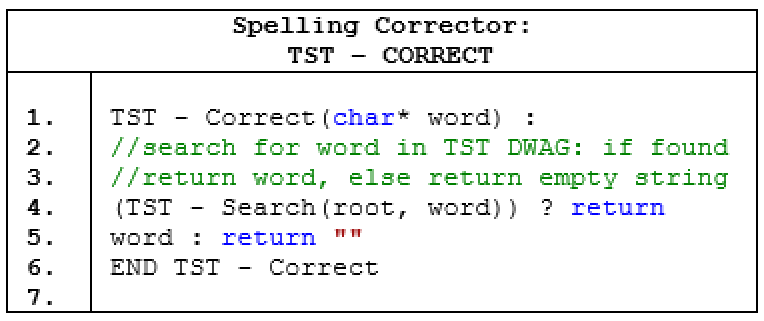 Spelling Corrector:
TST – CORRECT
1. TST – Correct(char* word) :
2. //search for word in TST DWAG: if found
3. //return word, else return empty string
4. (TST – Search(root, word)) ? return
5. word : return ""
6. END TST – Correct
7.